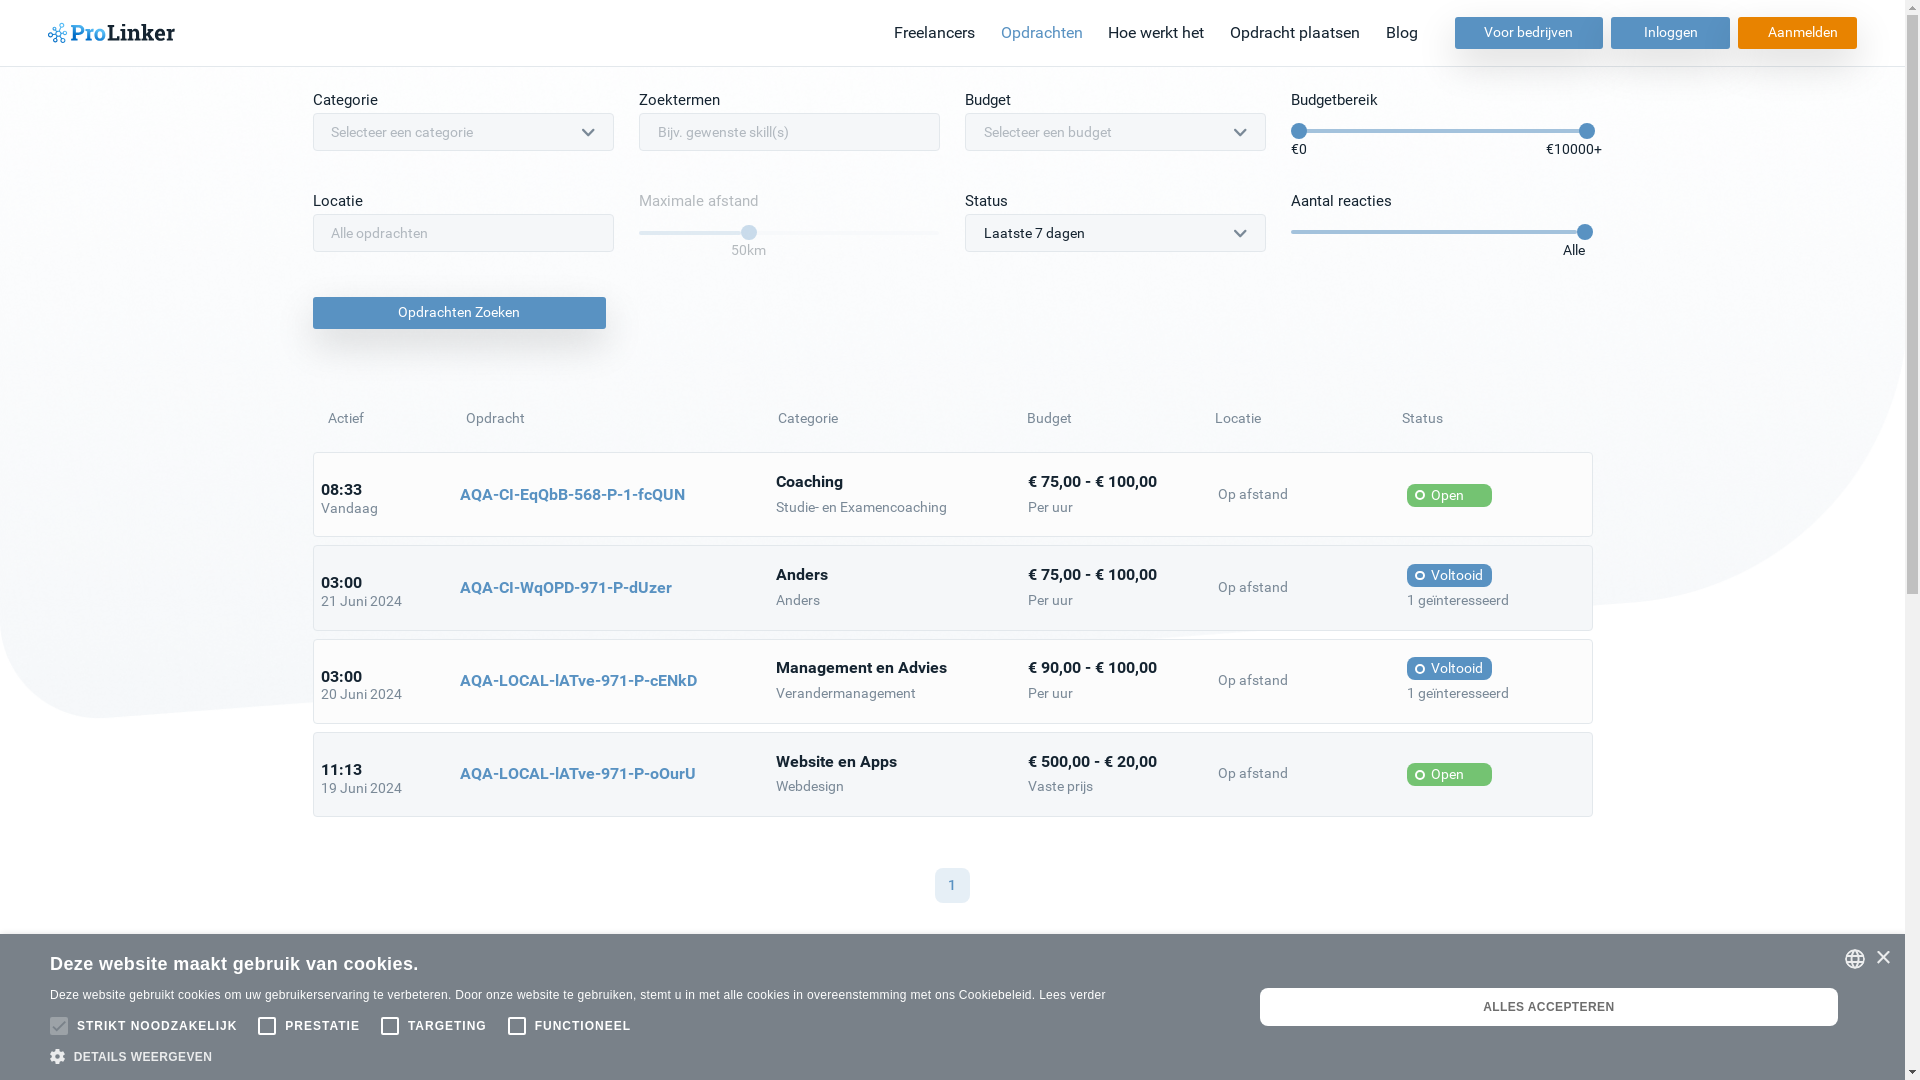 ProLinker
Freelancers
Opdrachten
Hoe werkt het
Opdracht plaatsen
Blog
Voor bedrijven
Inloggen
Aanmelden
Categorie
Zoektermen
Budget
Budgetbereik
Selecteer een categorie
Bijv. gewenste skill(s)
Selecteer een budget
€0
€10000+
Locatie
Maximale afstand
Status
Aantal reacties
Alle opdrachten
50km
Laatste 7 dagen
Alle
Opdrachten Zoeken
Actief
Opdracht
Categorie
Budget
Locatie
Status
08:33
Vandaag
AQA-CI-EqQbB-568-P-1-fcQUN
Coaching
Studie- en Examencoaching
€ 75,00 - € 100,00
Per uur
Op afstand
Open
03:00
21 Juni 2024
AQA-CI-WqOPD-971-P-dUzer
Anders
Anders
€ 75,00 - € 100,00
Per uur
Op afstand
Voltooid
1 geïnteresseerd
03:00
20 Juni 2024
AQA-LOCAL-lATve-971-P-cENkD
Management en Advies
Verandermanagement
€ 90,00 - € 100,00
Per uur
Op afstand
Voltooid
1 geïnteresseerd
11:13
19 Juni 2024
AQA-LOCAL-lATve-971-P-oOurU
Website en Apps
Webdesign
€ 500,00 - € 20,00
Vaste prijs
Op afstand
Open
1
Deze website maakt gebruik van cookies.
Deze website gebruikt cookies om uw gebruikerservaring te verbeteren. Door onze website te gebruiken, stemt u in met alle cookies in overeenstemming met ons Cookiebeleid. Lees verder
STRIKT NOODZAKELIJK
PRESTATIE
TARGETING
FUNCTIONEEL
DETAILS WEERGEVEN
ALLES ACCEPTEREN
×